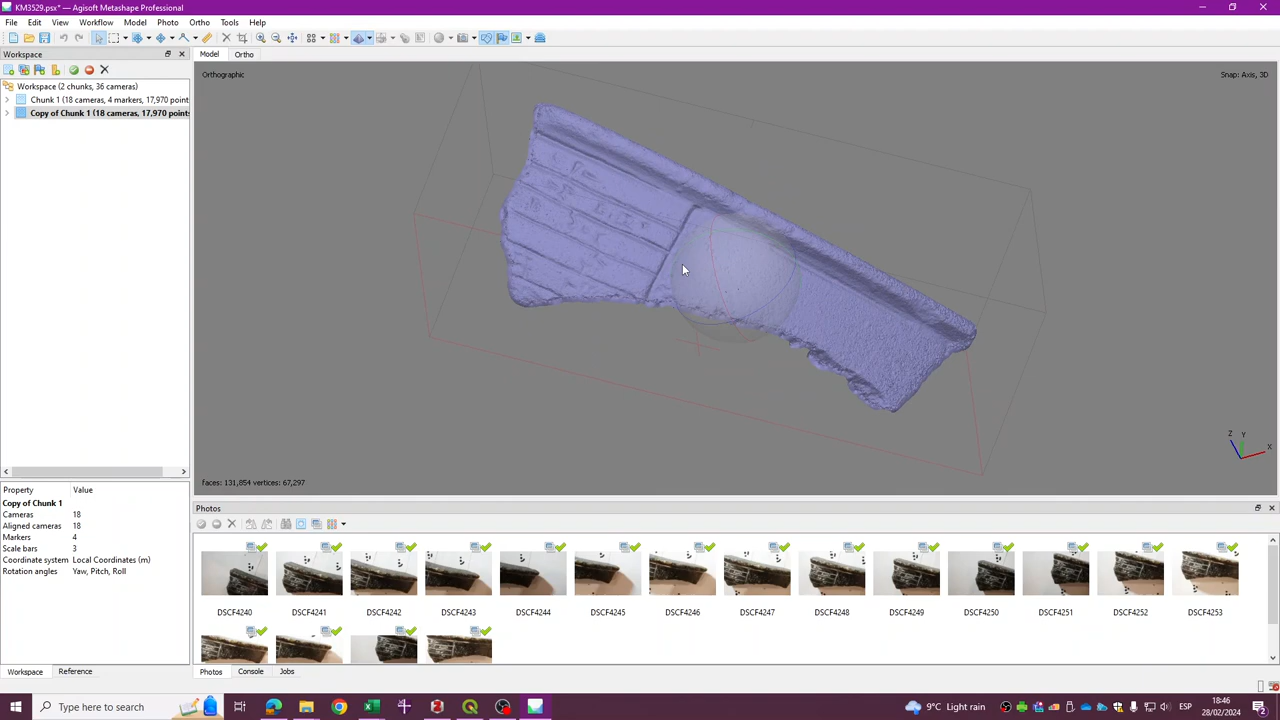 KM3529.psx* — Agisoft Metashape Professional
File Edit View Workflow Model Photo Ortho Tools Help
Workspace
Model Ortho
Orthographic
Snap: Axis, 3D
Workspace (2 chunks, 36 cameras)
Chunk 1 (18 cameras, 4 markers, 17,970 point
Copy of Chunk 1 (18 cameras, 17,970 points
Z Y X
faces: 131,854 vertices: 67,297
Property Value
Copy of Chunk 1
Cameras 18
Aligned cameras 18
Markers 4
Scale bars 3
Coordinate system Local Coordinates (m)
Rotation angles Yaw, Pitch, Roll
Photos
DSCF4240 DSCF4241 DSCF4242 DSCF4243 DSCF4244 DSCF4245 DSCF4246 DSCF4247 DSCF4248 DSCF4249 DSCF4250 DSCF4251 DSCF4252 DSCF4253
Workspace Reference
Photos Console Jobs
Type here to search
9°C Light rain
ESP
18:46
28/02/2024
2